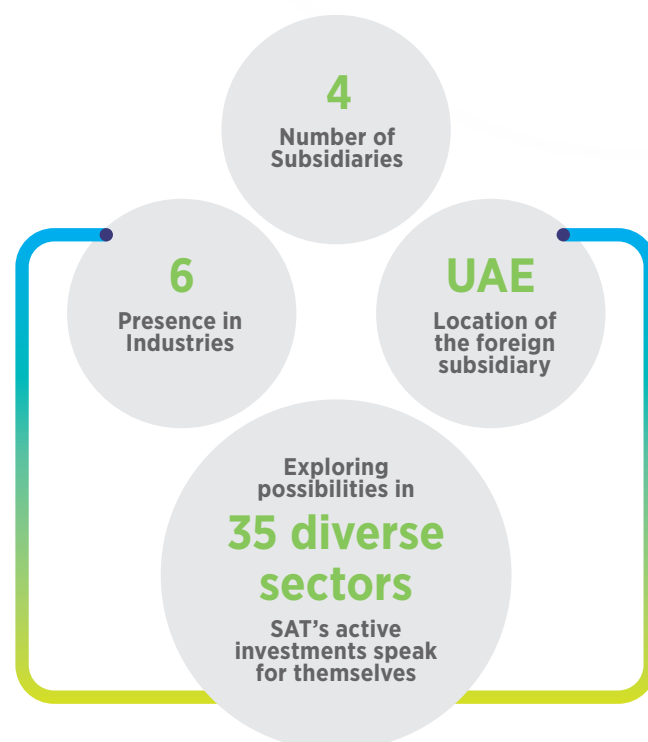 4
Number of
Subsidiaries
6
Presence in
Industries
UAE
Location of
the foreign
subsidiary
Exploring
possibilities in
35 diverse
sectors
SAT's active
investments speak
for themselves